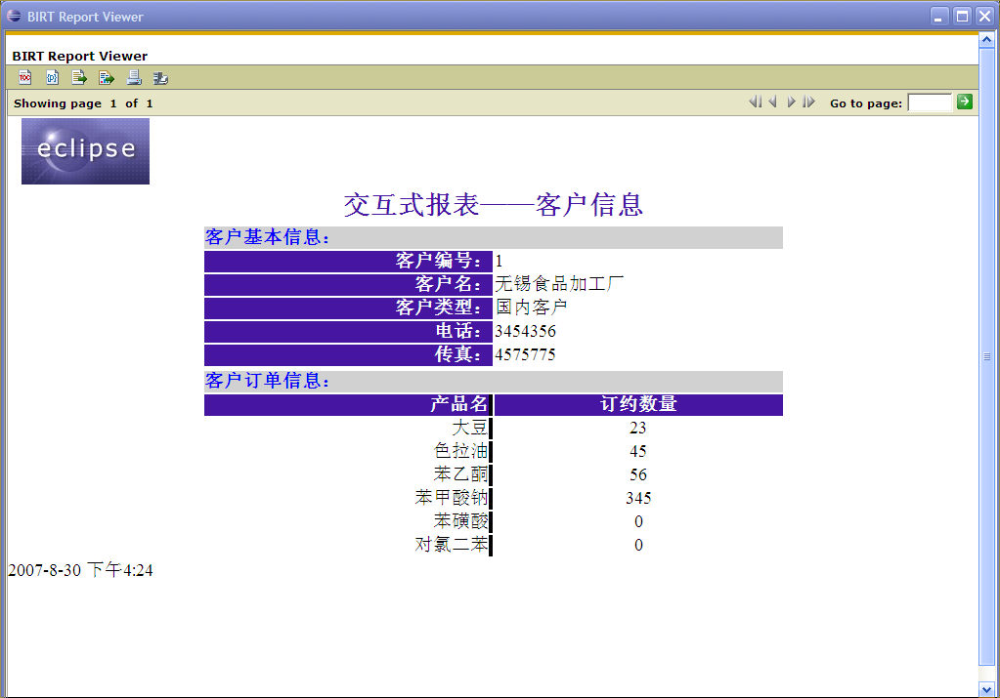 BIRT Report Viewer
BIRT Report Viewer
TOC
Showing page 1 of 1
Go to page:
eclipse
交互式报表——客户信息
客户基本信息：
客户编号： 1
客户名： 无锡食品加工厂
客户类型： 国内客户
电话： 3454356
传真： 4575775
客户订单信息：
产品名 订约数量
大豆 23
色拉油 45
苯乙酮 56
苯甲酸钠 345
苯磺酸 0
对氯二苯 0
2007-8-30 下午4:24